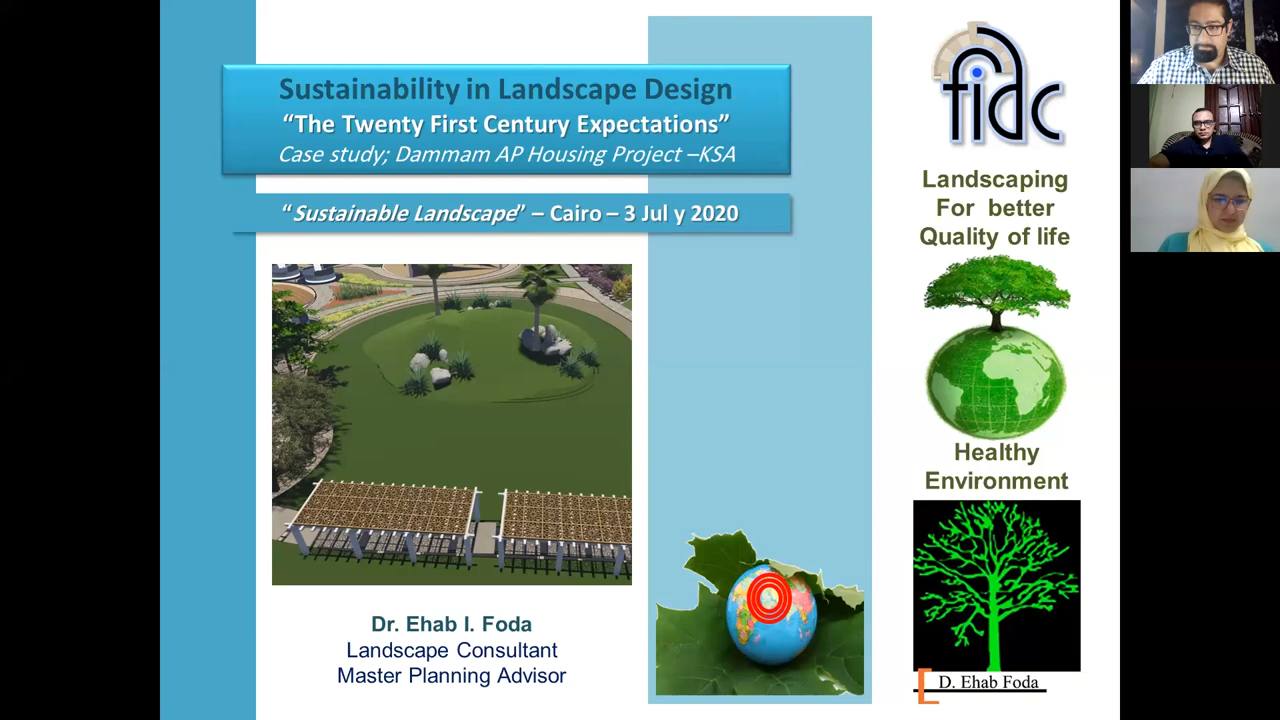 Sustainability in Landscape Design
“The Twenty First Century Expectations”
Case study; Dammam AP Housing Project –KSA
“Sustainable Landscape” – Cairo – 3 Jul y 2020
Dr. Ehab I. Foda
Landscape Consultant
Master Planning Advisor
fidc
Landscaping
For better
Quality of life
Healthy
Environment
D. Ehab Foda